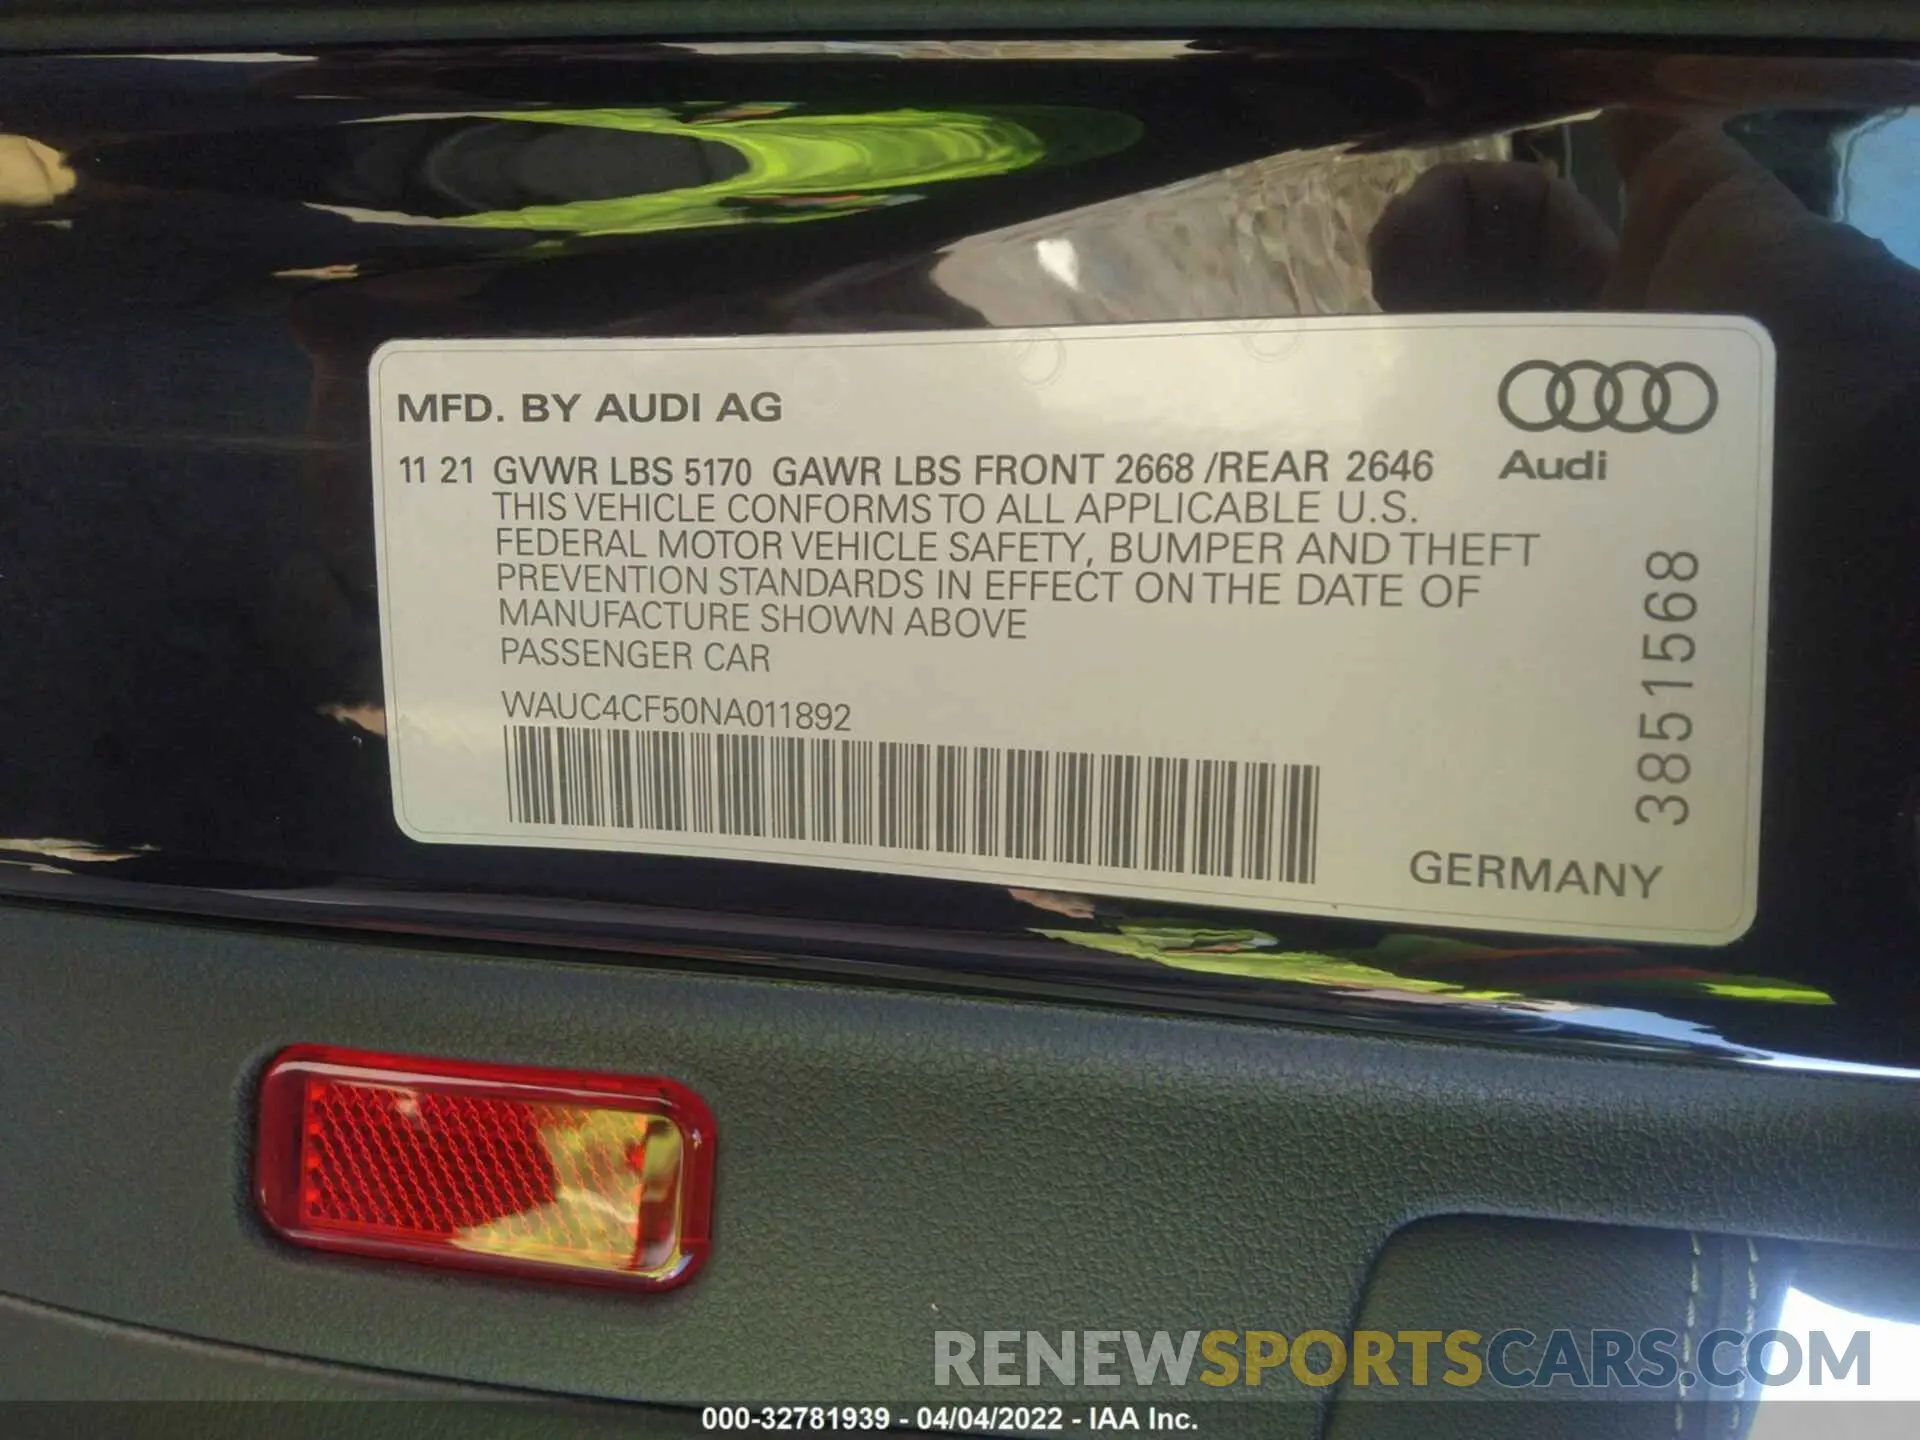 MFD. BY AUDI AG
11 21 GVWR LBS 5170 GAWR LBS FRONT 2668 /REAR 2646
Audi
THIS VEHICLE CONFORMS TO ALL APPLICABLE U.S.
FEDERAL MOTOR VEHICLE SAFETY, BUMPER AND THEFT
PREVENTION STANDARDS IN EFFECT ON THE DATE OF
MANUFACTURE SHOWN ABOVE
PASSENGER CAR
WAUC4CF50NA011892
3851568
GERMANY
RENEWSPORTSCARS.COM
000-32781939 - 04/04/2022 - IAA Inc.